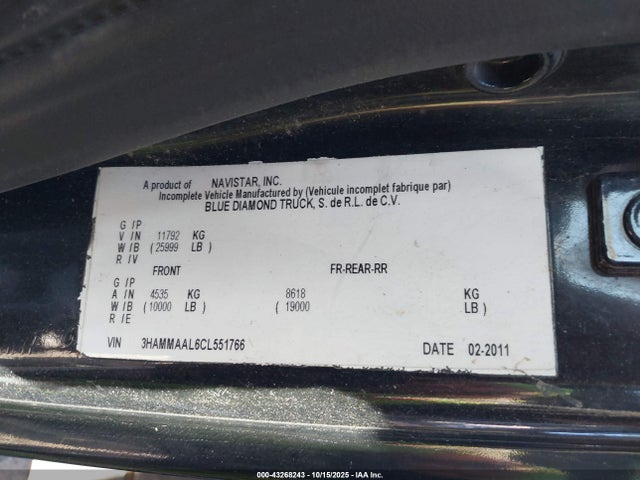 A product of NAVISTAR, INC.
Incomplete Vehicle Manufactured by (Vehicule incomplet fabrique par)
BLUE DIAMOND TRUCK, S. de R.L. de C.V.
G /P
V /N 11792 KG
W/B (25999 LB)
R /V
FRONT FR-REAR-RR
G /P
A /N 4535 KG 8618 KG
W/B (10000 LB) (19000 LB)
R /E
VIN 3HAMMAAL6CL551766 DATE 02-2011
000-43268243 - 10/15/2025 - IAA Inc.